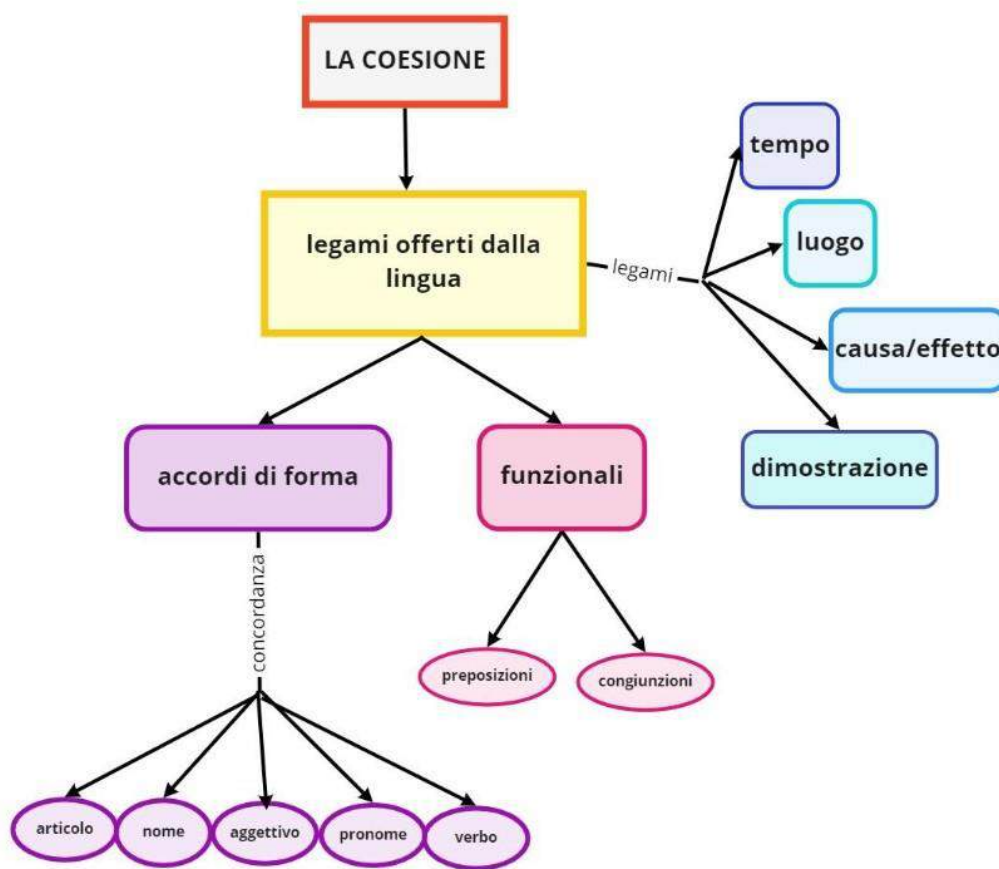 LA COESIONE
tempo
legami offerti dalla
lingua
legami
luogo
causa/effetto
dimostrazione
accordi di forma
funzionali
concordanza
preposizioni
congiunzioni
articolo
nome
aggettivo
pronome
verbo